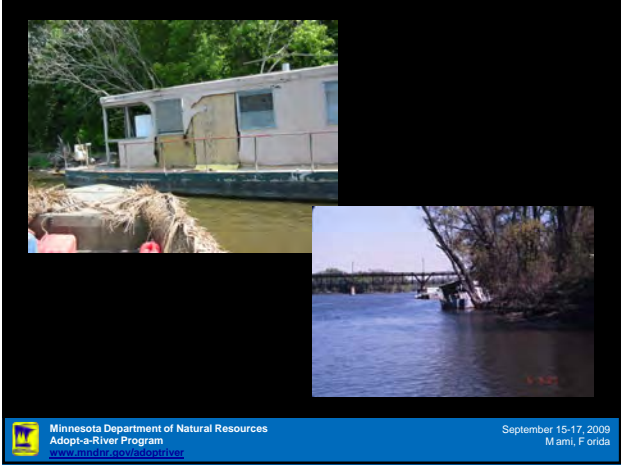 Minnesota Department of Natural Resources
Adopt-a-River Program
www.mndnr.gov/adoptriver
September 15-17, 2009
M ami, F orida